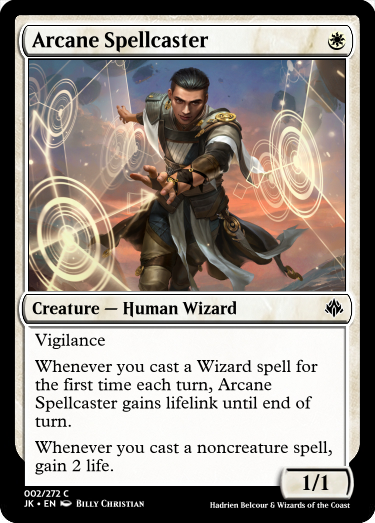 Arcane Spellcaster
Creature — Human Wizard
Vigilance
Whenever you cast a Wizard spell for
the first time each turn, Arcane
Spellcaster gains lifelink until end of
turn.
Whenever you cast a noncreature spell,
gain 2 life.
1/1
002/272 C
JK • EN Billy Christian
Hadrien Belcour & Wizards of the Coast